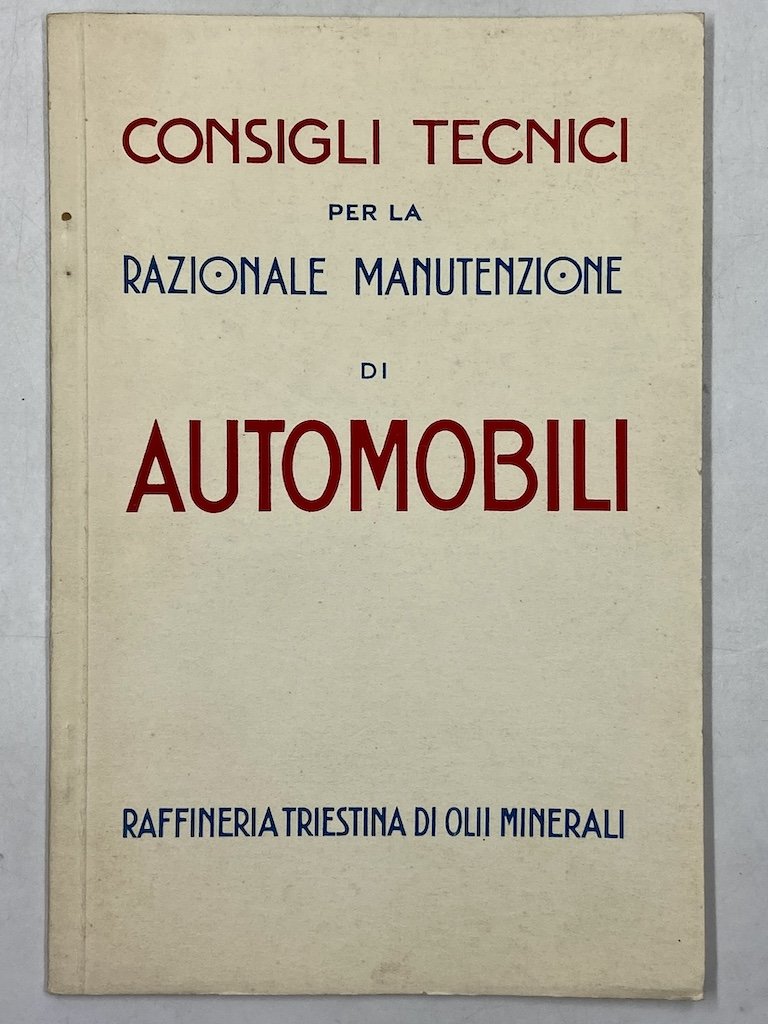 CONSIGLI TECNICI
PER LA
RAZIONALE MANUTENZIONE
DI
AUTOMOBILI
RAFFINERIA TRIESTINA DI OLII MINERALI